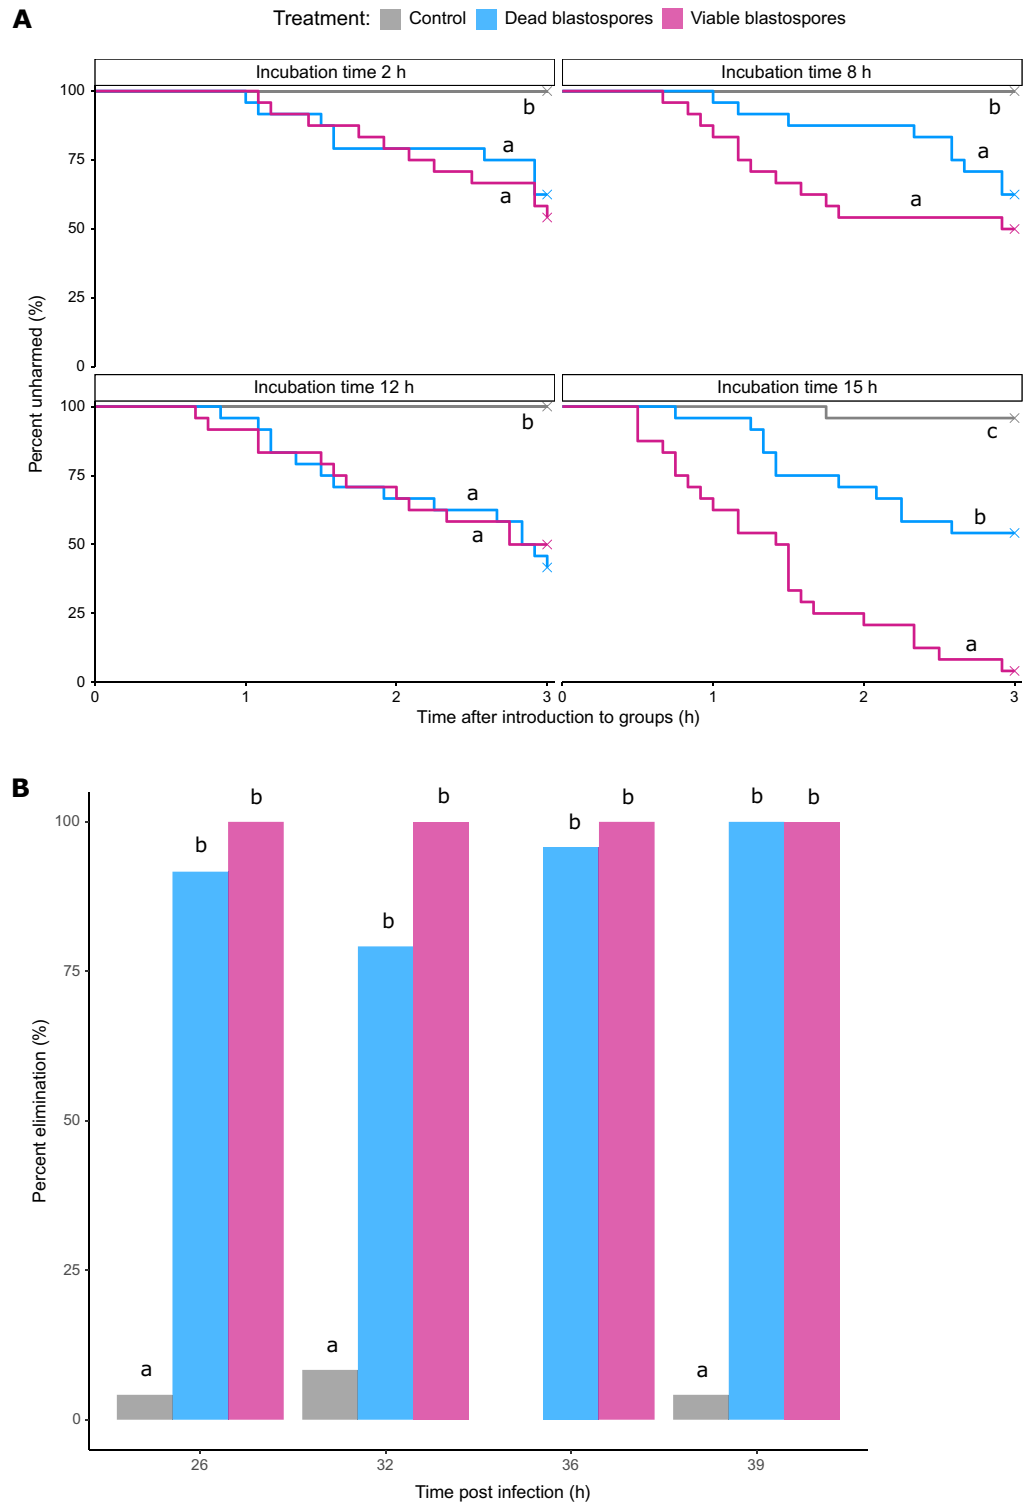 A
Treatment: Control Dead blastospores Viable blastospores
Incubation time 2 h
Incubation time 8 h
100
75
50
25
0
b
a
a
b
a
a
Percent unharmed (%)
Incubation time 12 h
Incubation time 15 h
100
75
50
25
0
b
a
a
c
b
a
0 1 2 3 0 1 2 3
Time after introduction to groups (h)
B
Percent elimination (%)
100
75
50
25
0
a b b
a b b
b b
a b b
26 32 36 39
Time post infection (h)